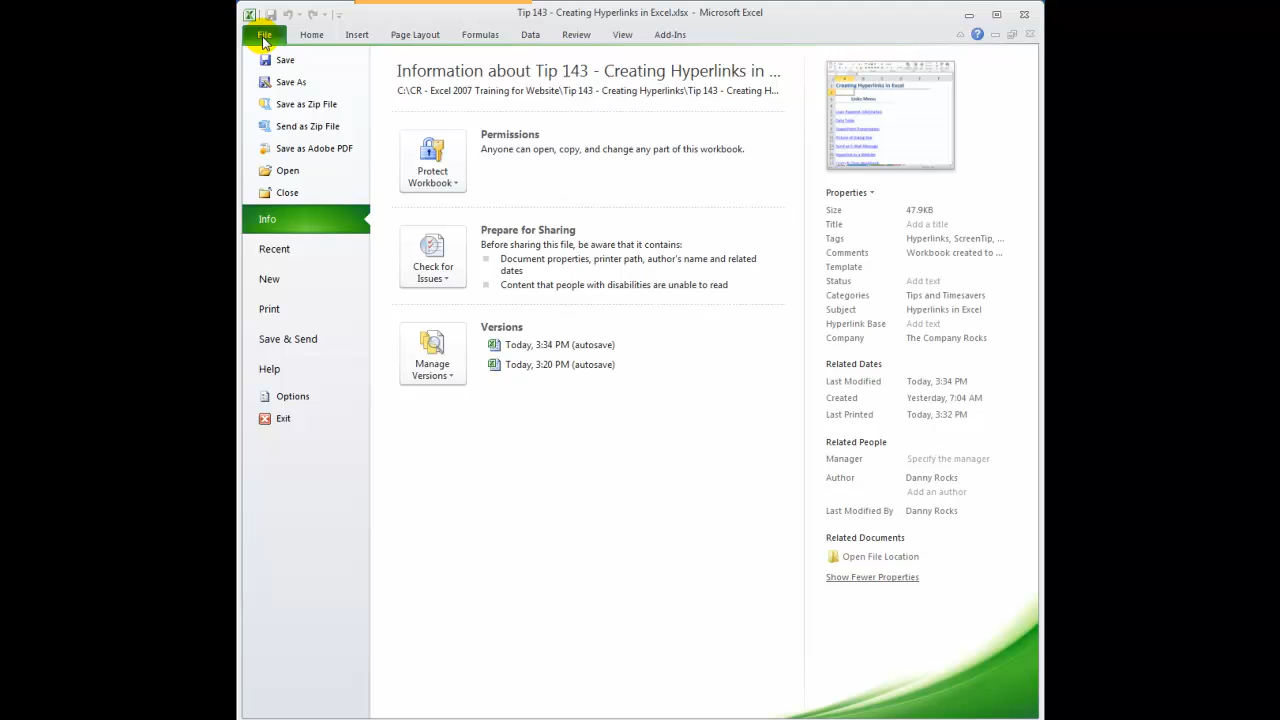 Tip 143 - Creating Hyperlinks in Excel.xlsx - Microsoft Excel
File Home Insert Page Layout Formulas Data Review View Add-Ins
Save
Save As
Save as Zip File
Send as Zip File
Save as Adobe PDF
Open
Close
Info
Recent
New
Print
Save & Send
Help
Options
Exit
Information about Tip 143 - Creating Hyperlinks in ...
C:\CR - Excel 2007 Training for Website\Tip 143 - Creating Hyperlinks\Tip 143 - Creating H...
Protect
Workbook
Permissions
Anyone can open, copy, and change any part of this workbook.
Check for
Issues
Prepare for Sharing
Before sharing this file, be aware that it contains:
Document properties, printer path, author's name and related
dates
Content that people with disabilities are unable to read
Manage
Versions
Versions
Today, 3:34 PM (autosave)
Today, 3:20 PM (autosave)
Creating Hyperlinks in Excel
Links Menu
Properties
Size 47.9KB
Title Add a title
Tags Hyperlinks, ScreenTip, ...
Comments Workbook created to ...
Template
Status Add text
Categories Tips and Timesavers
Subject Hyperlinks in Excel
Hyperlink Base Add text
Company The Company Rocks
Related Dates
Last Modified Today, 3:34 PM
Created Yesterday, 7:04 AM
Last Printed Today, 3:32 PM
Related People
Manager Specify the manager
Author Danny Rocks
Add an author
Last Modified By Danny Rocks
Related Documents
Open File Location
Show Fewer Properties